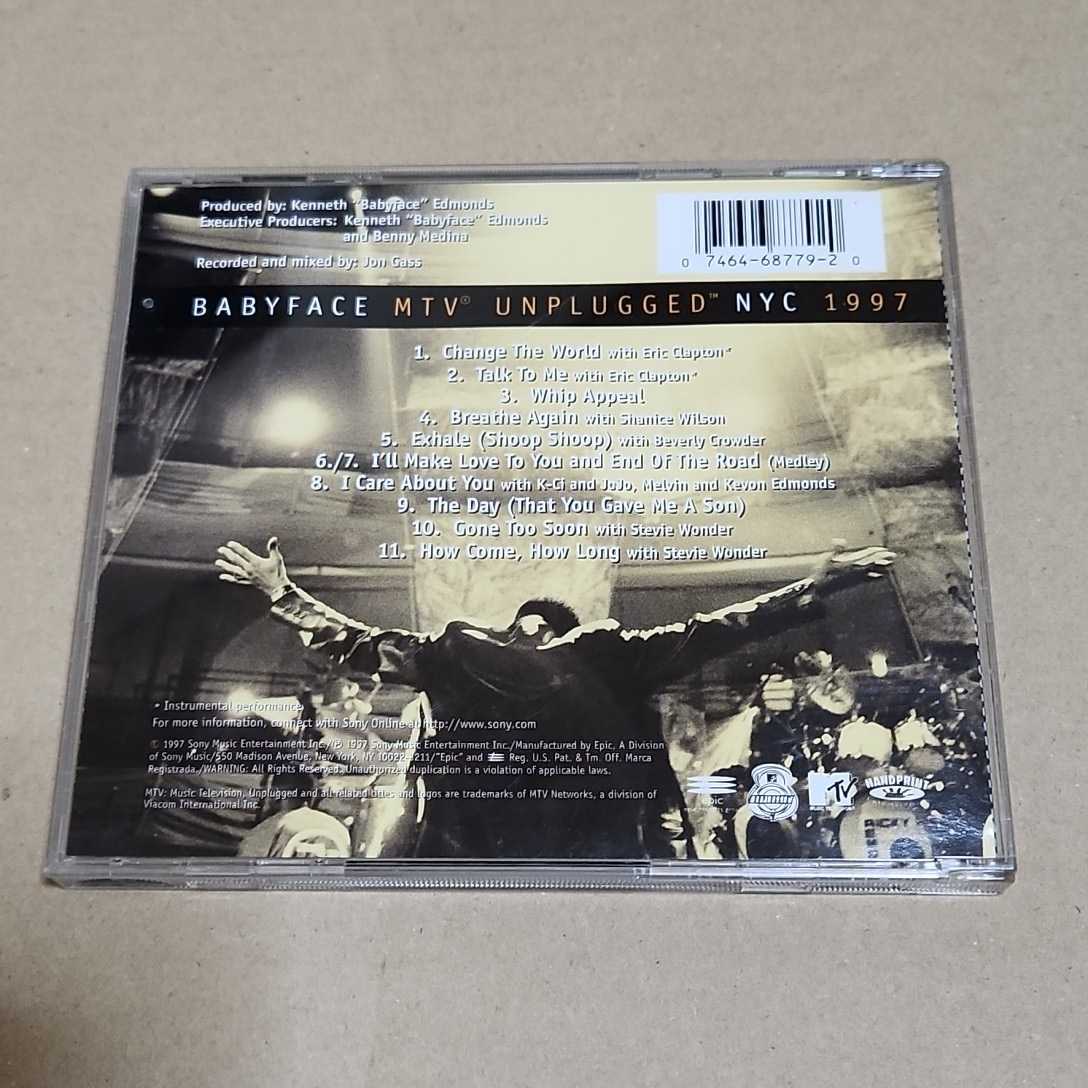 Produced by: Kenneth "Babyface" Edmonds
Executive Producers: Kenneth "Babyface" Edmonds
and Benny Medina
Recorded and mixed by: Jon Gass
0 7464-68779-2 0
BABYFACE MTV® UNPLUGGED™ NYC 1997
1. Change The World with Eric Clapton*
2. Talk To Me with Eric Clapton*
3. Whip Appeal
4. Breathe Again with Shanice Wilson
5. Exhale (Shoop Shoop) with Beverly Crowder
6./7. I'll Make Love To You and End Of The Road (Medley)
8. I Care About You with K-Ci and JoJo, Melvin and Kevon Edmonds
9. The Day (That You Gave Me A Son)
10. Gone Too Soon with Stevie Wonder
11. How Come, How Long with Stevie Wonder
* Instrumental performance
For more information, connect with Sony Online at http://www.sony.com
© 1997 Sony Music Entertainment Inc./℗ 1997 Sony Music Entertainment Inc./Manufactured by Epic, A Division
of Sony Music/550 Madison Avenue, New York, NY 10022-3211/"Epic" and Reg. U.S. Pat. & Tm. Off. Marca
Registrada./WARNING: All Rights Reserved. Unauthorized duplication is a violation of applicable laws.
MTV: Music Television, Unplugged and all related titles and logos are trademarks of MTV Networks, a division of
Viacom International Inc.
epic
MTV
HANDPRINT
RICKY